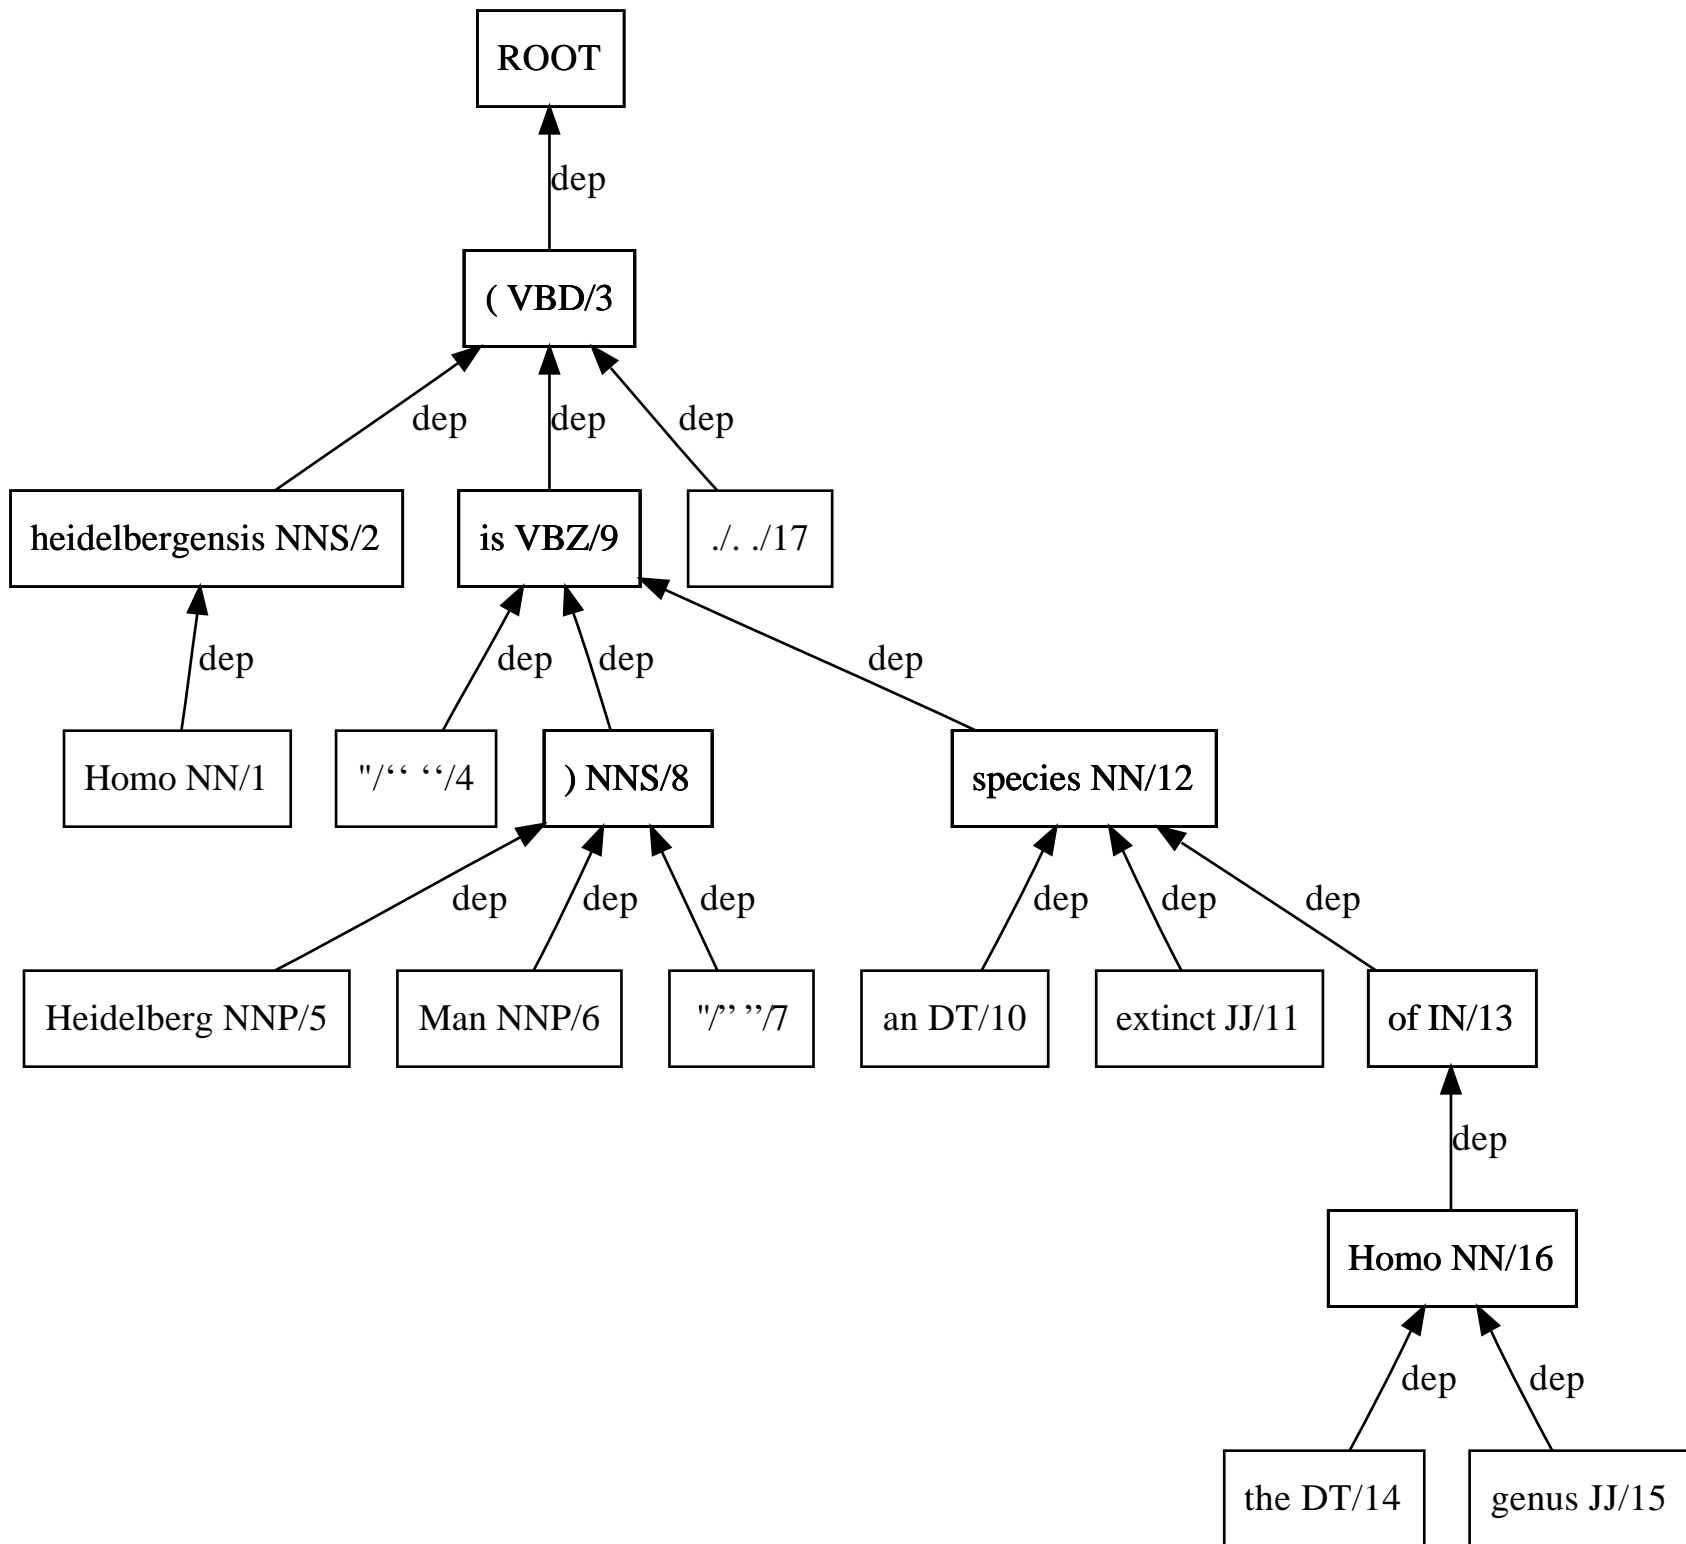 ROOT
dep
( VBD/3
dep dep dep
heidelbergensis NNS/2 is VBZ/9 ./. ./17
dep dep dep dep
Homo NN/1 "/‘‘ ‘‘/4 ) NNS/8 species NN/12
dep dep dep dep dep dep
Heidelberg NNP/5 Man NNP/6 "/’’ ’’/7 an DT/10 extinct JJ/11 of IN/13
dep
Homo NN/16
dep dep
the DT/14 genus JJ/15